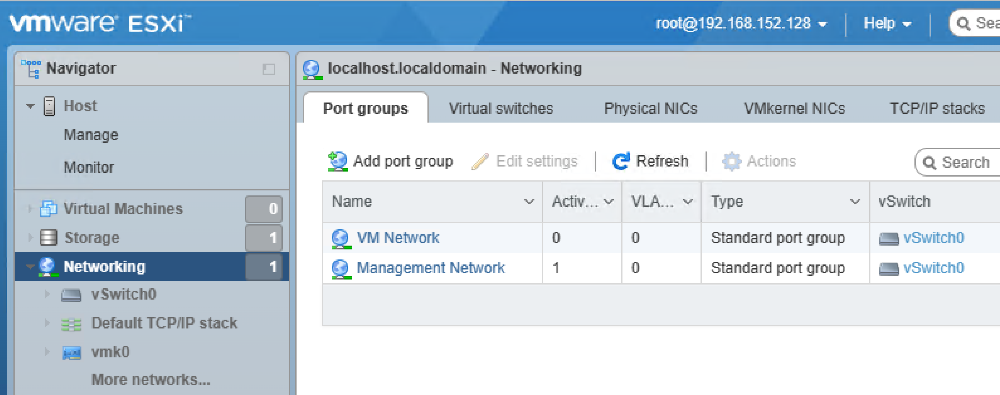 vmware® ESXi™
root@192.168.152.128
Help
Navigator
Host
Manage
Monitor
Virtual Machines 0
Storage 1
Networking 1
vSwitch0
Default TCP/IP stack
vmk0
More networks...
localhost.localdomain - Networking
Port groups Virtual switches Physical NICs VMkernel NICs TCP/IP stacks
Add port group Edit settings Refresh Actions Search
Name Activ... VLA... Type vSwitch
VM Network 0 0 Standard port group vSwitch0
Management Network 1 0 Standard port group vSwitch0